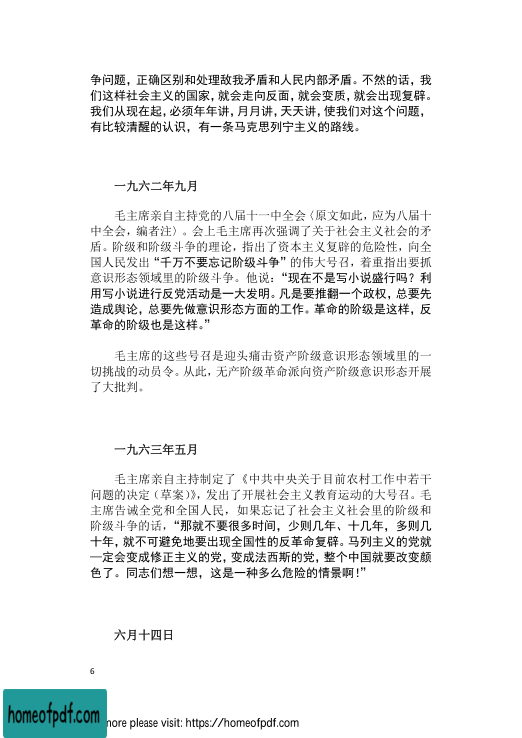 争问题，正确区别和处理敌我矛盾和人民内部矛盾。不然的话，我
们这样社会主义的国家，就会走向反面，就会变质，就会出现复辟。
我们从现在起，必须年年讲，月月讲，天天讲，使我们对这个问题，
有比较清醒的认识，有一条马克思列宁主义的路线。
一九六二年九月
毛主席亲自主持党的八届十一中全会〈原文如此，应为八届十
中全会，编者注〉。会上毛主席再次强调了关于社会主义社会的矛
盾。阶级和阶级斗争的理论，指出了资本主义复辟的危险性，向全
国人民发出“千万不要忘记阶级斗争”的伟大号召，着重指出要抓
意识形态领域里的阶级斗争。他说：“现在不是写小说盛行吗？利
用写小说进行反党活动是一大发明。凡是要推翻一个政权，总要先
造成舆论，总要先做意识形态方面的工作。革命的阶级是这样，反
革命的阶级也是这样。”
毛主席的这些号召是迎头痛击资产阶级意识形态领域里的一
切挑战的动员令。从此，无产阶级革命派向资产阶级意识形态开展
了大批判。
一九六三年五月
毛主席亲自主持制定了《中共中央关于目前农村工作中若干
问题的决定（草案）》，发出了开展社会主义教育运动的大号召。毛
主席告诫全党和全国人民，如果忘记了社会主义社会里的阶级和
阶级斗争的话，“那就不要很多时间，少则几年、十几年，多则几
十年，就不可避免地要出现全国性的反革命复辟。马列主义的党就
一定会变成修正主义的党，变成法西斯的党，整个中国就要改变颜
色了。同志们想一想，这是一种多么危险的情景啊！”
六月十四日
6
homeofpdf.com
more please visit: https://homeofpdf.com